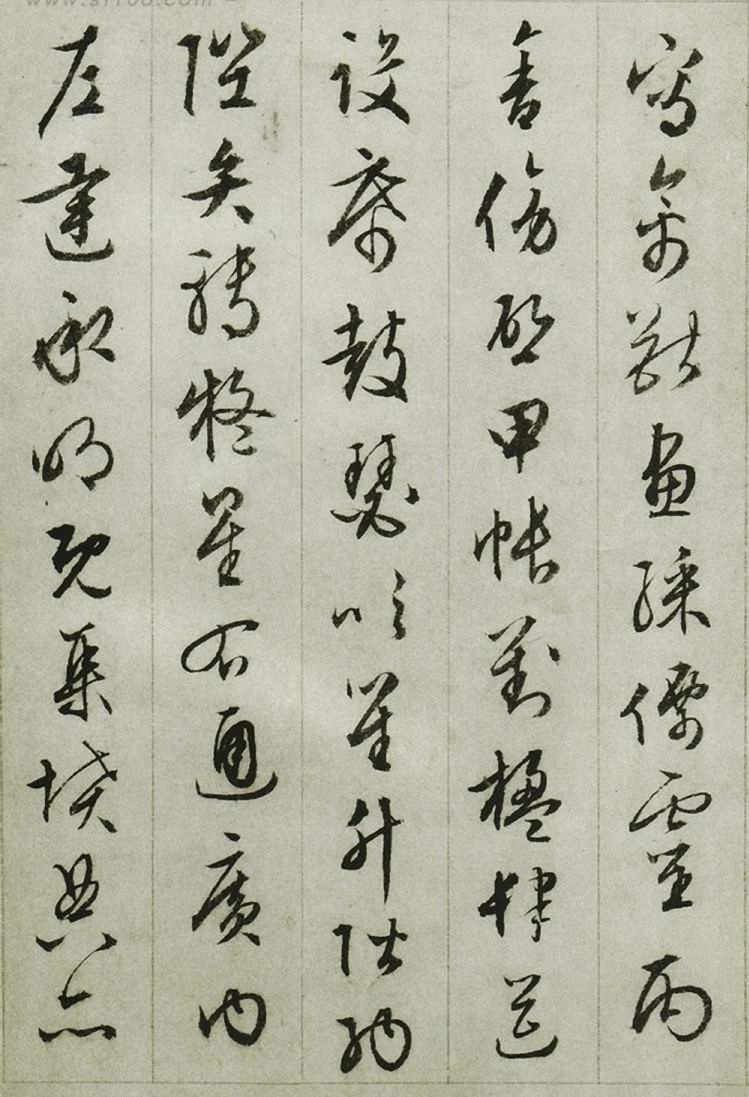 寫禽獸畫綵僊靈丙
舍傍啓甲帳對楹肆筵
設席鼓瑟吹笙升階納
陛弁轉疑星右通廣內
左達承明既集墳典亦